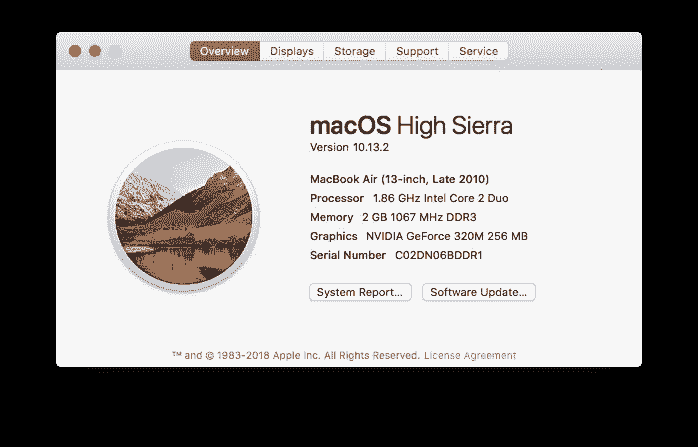 Overview Displays Storage Support Service
macOS High Sierra
Version 10.13.2
MacBook Air (13-inch, Late 2010)
Processor 1.86 GHz Intel Core 2 Duo
Memory 2 GB 1067 MHz DDR3
Graphics NVIDIA GeForce 320M 256 MB
Serial Number C02DN06BDDR1
System Report... Software Update...
™ and © 1983-2018 Apple Inc. All Rights Reserved. License Agreement